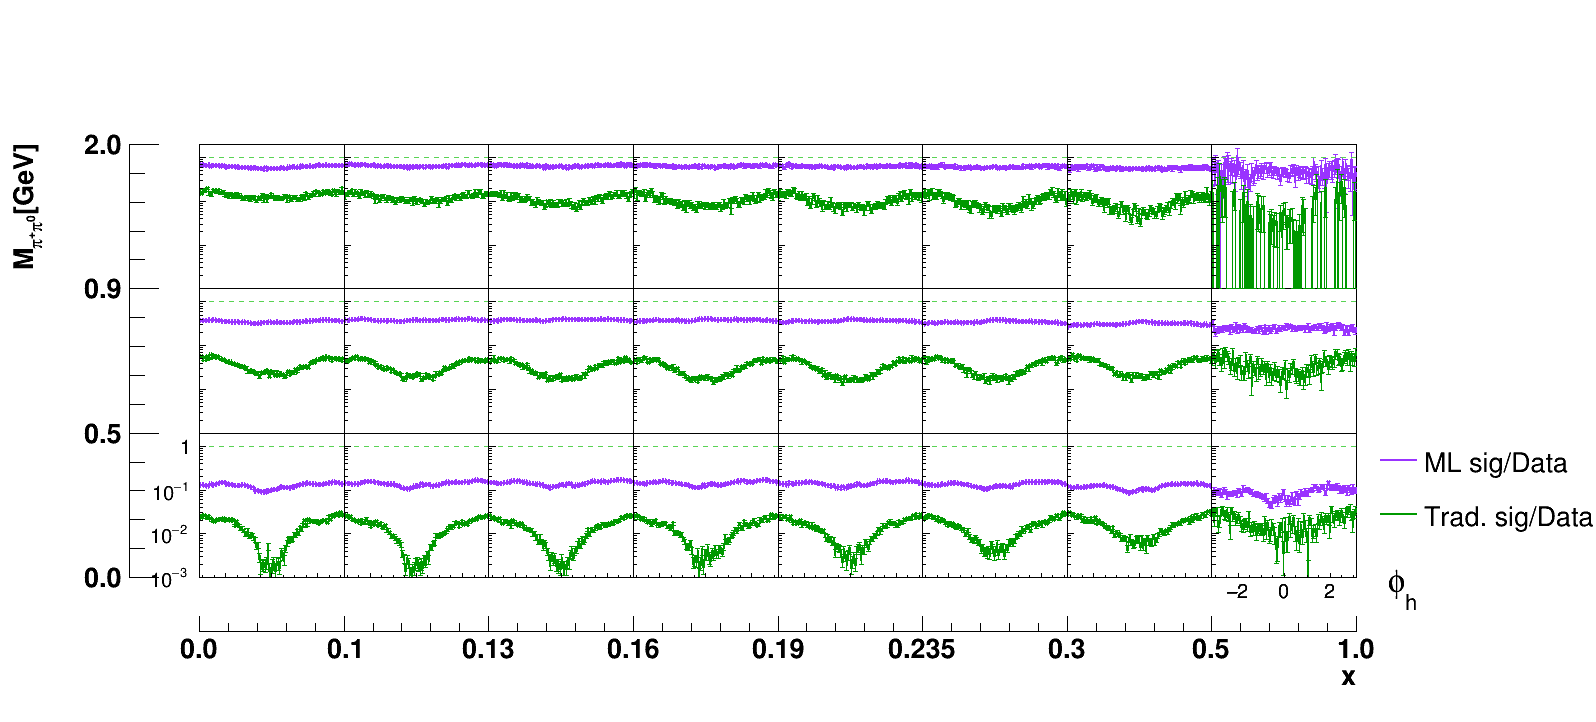 M π⁺π⁰ [GeV]
2.0
0.9
0.5
0.0
1
10⁻¹
10⁻²
10⁻³
ML sig/Data
Trad. sig/Data
−2 0 2
ϕh
0.0 0.1 0.13 0.16 0.19 0.235 0.3 0.5 1.0
x